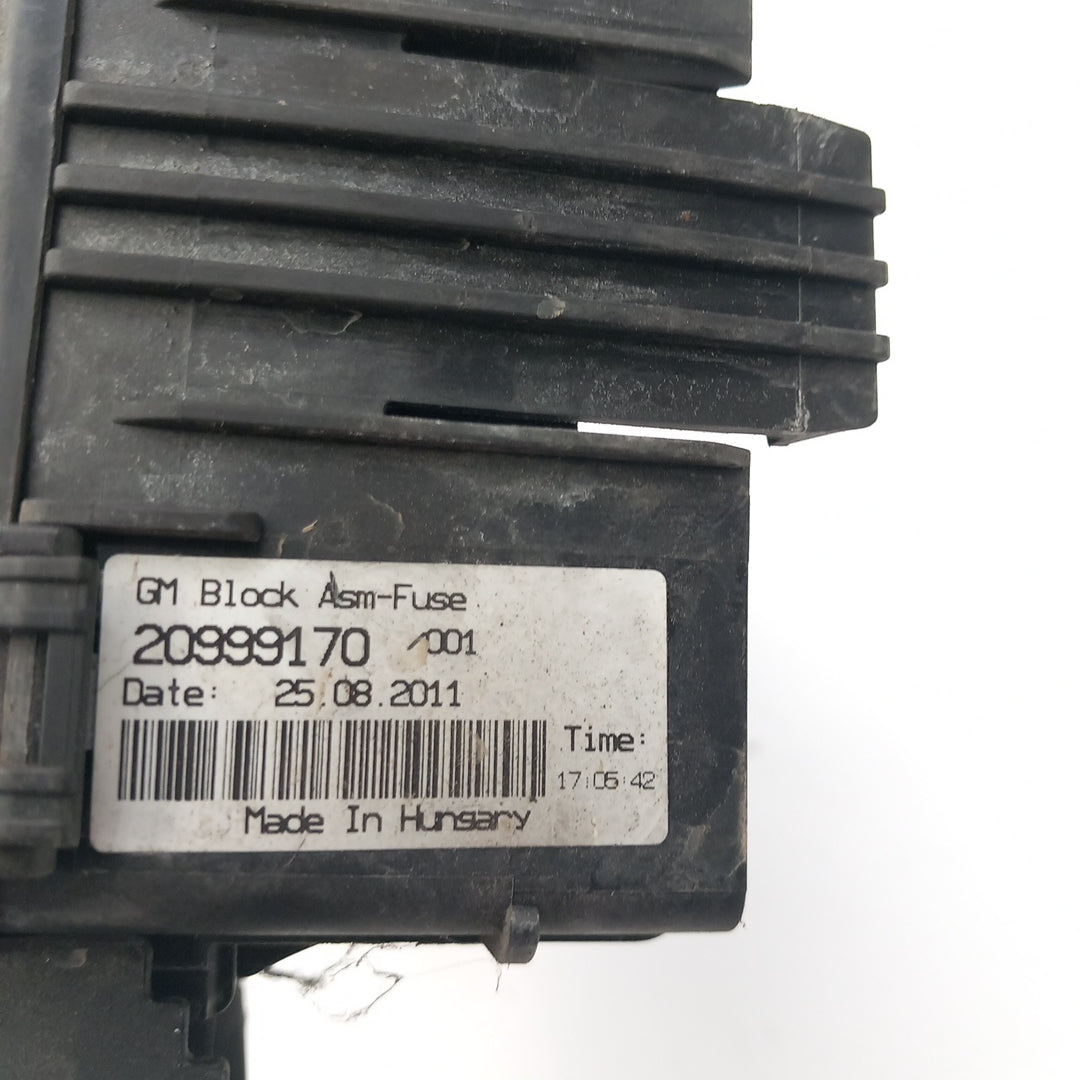 GM Block Asm-Fuse
20999170 /001
Date: 25.08.2011
Time:
17:05:42
Made In Hungary